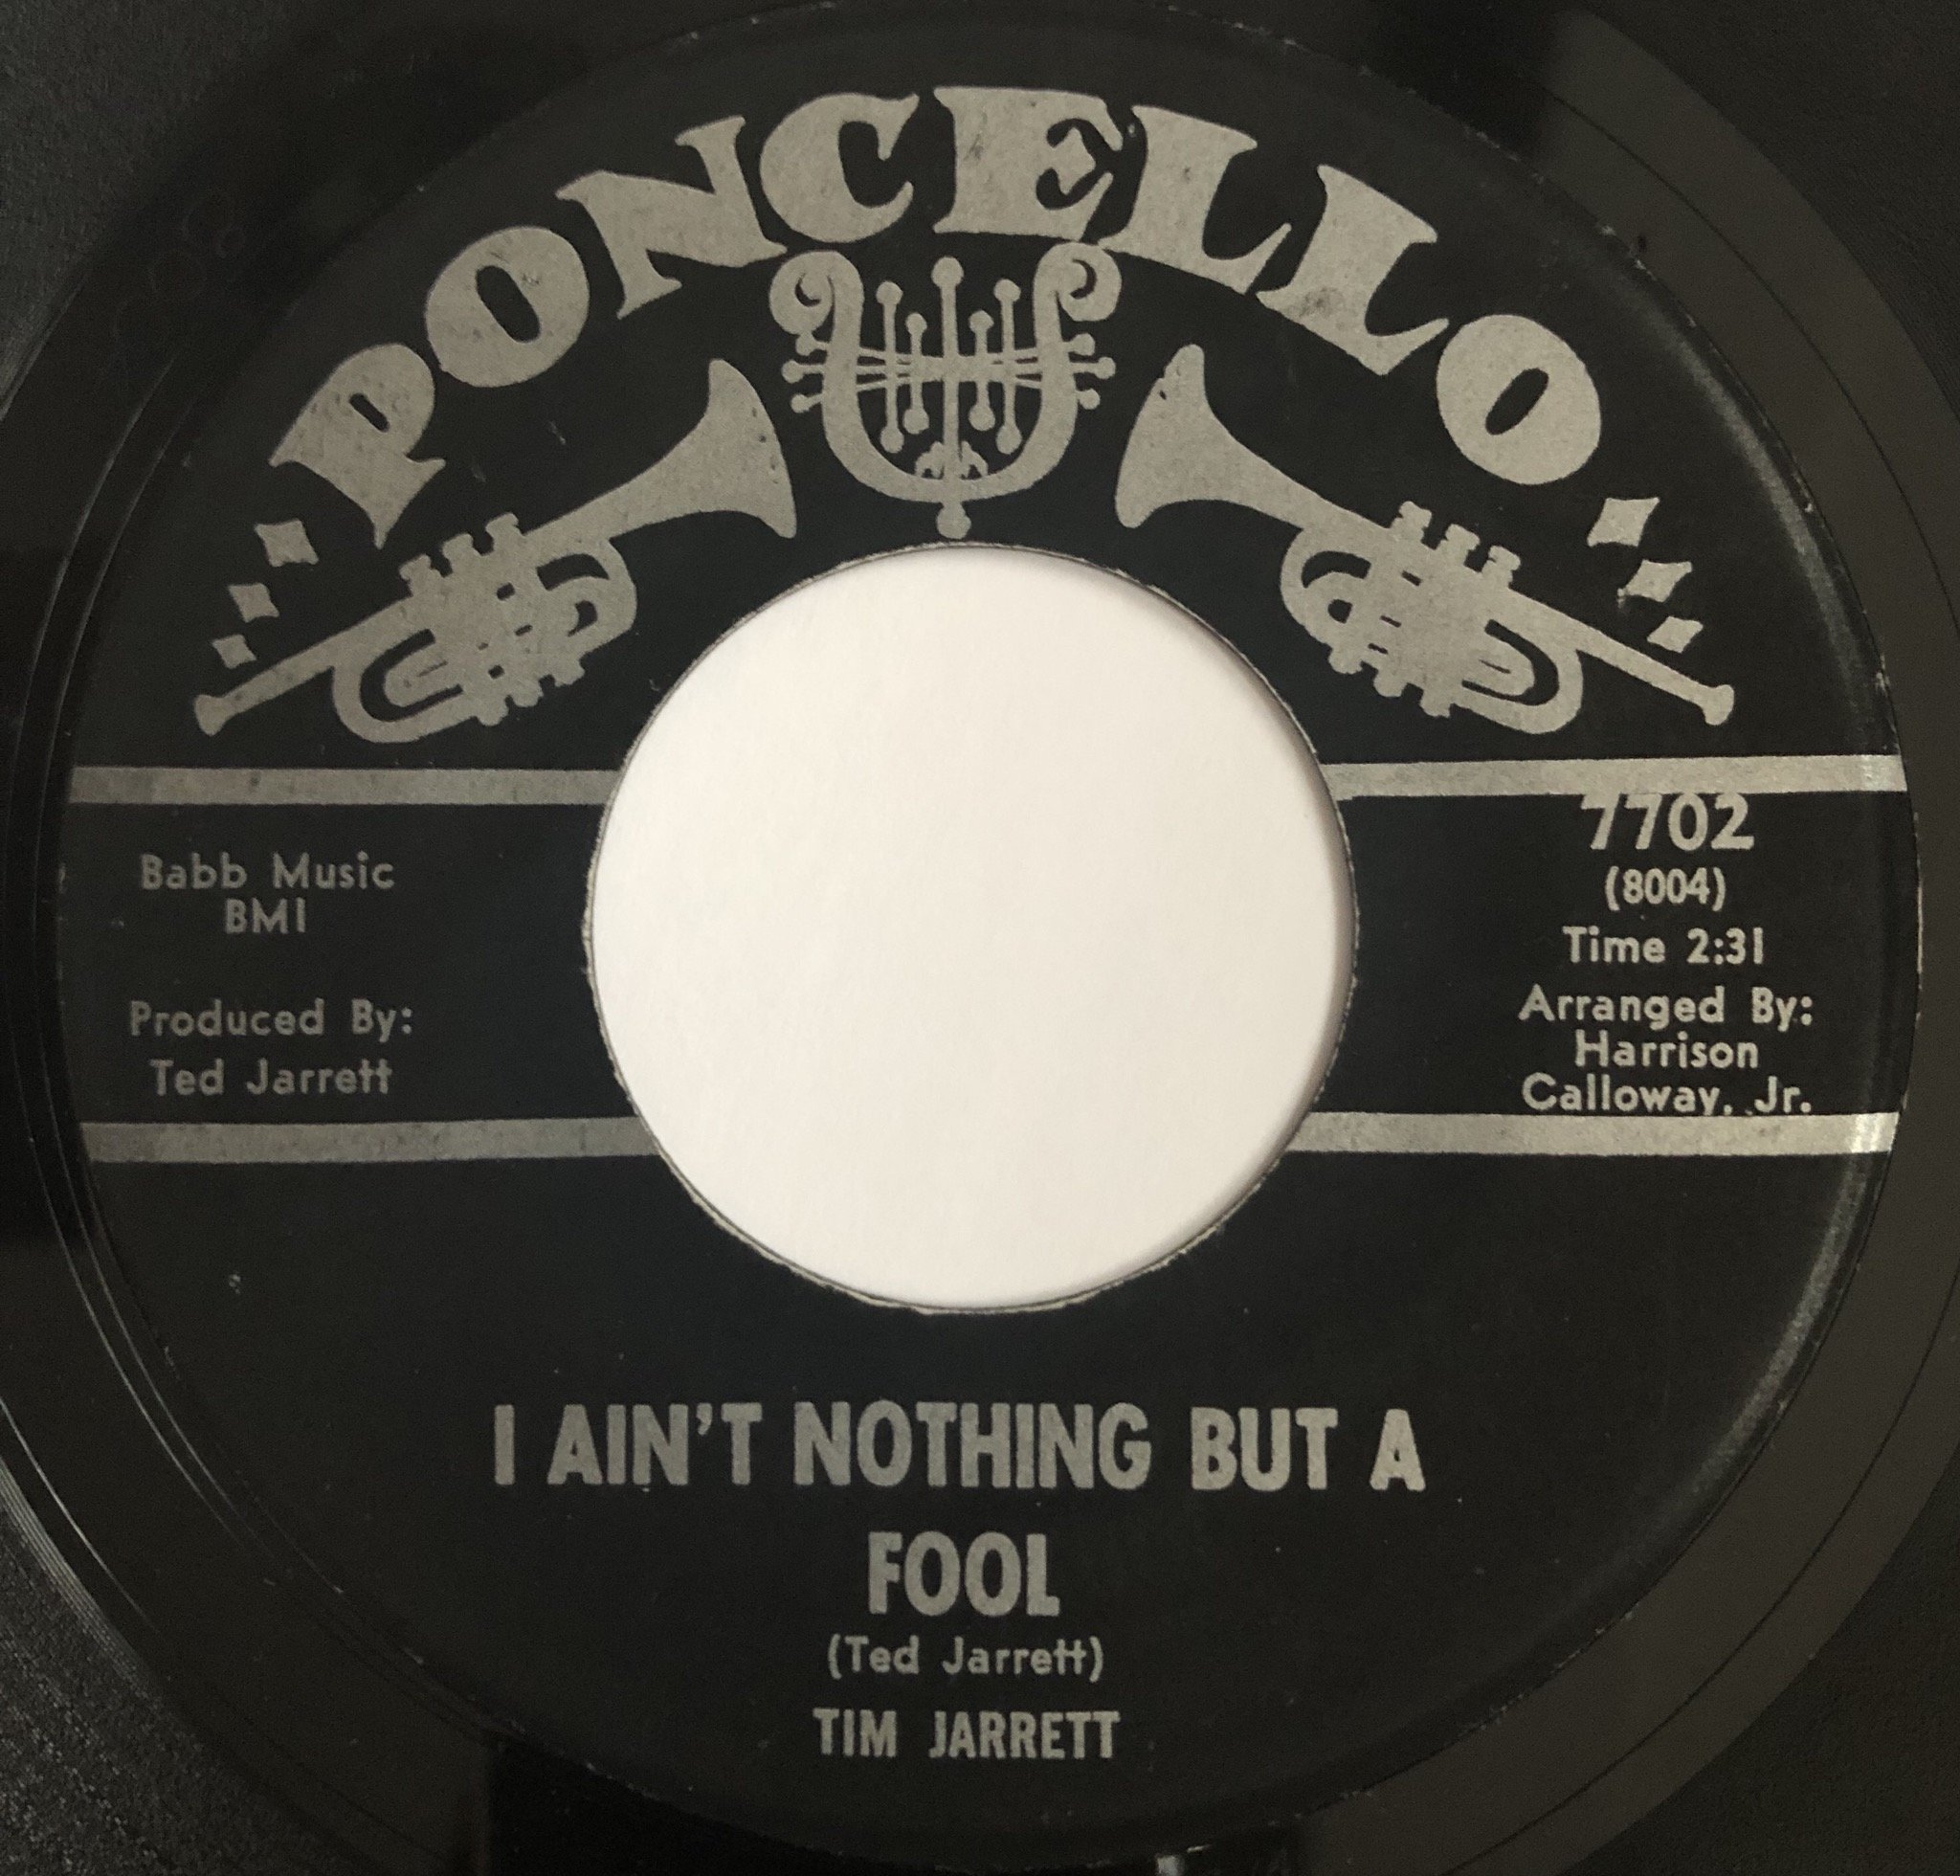 PONCELLO
Babb Music
BMI
Produced By:
Ted Jarrett
7702
(8004)
Time 2:31
Arranged By:
Harrison
Calloway, Jr.
I AIN'T NOTHING BUT A
FOOL
(Ted Jarrett)
TIM JARRETT